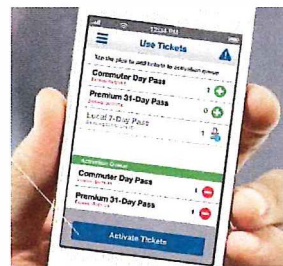 12:34 PM
Use Tickets
Tap the plus to add tickets to activation queue
Commuter Day Pass
1
Premium 31-Day Pass
0
Local 7-Day Pass
1
Activation Queue
Commuter Day Pass
1
Premium 31-Day Pass
1
Activate Tickets